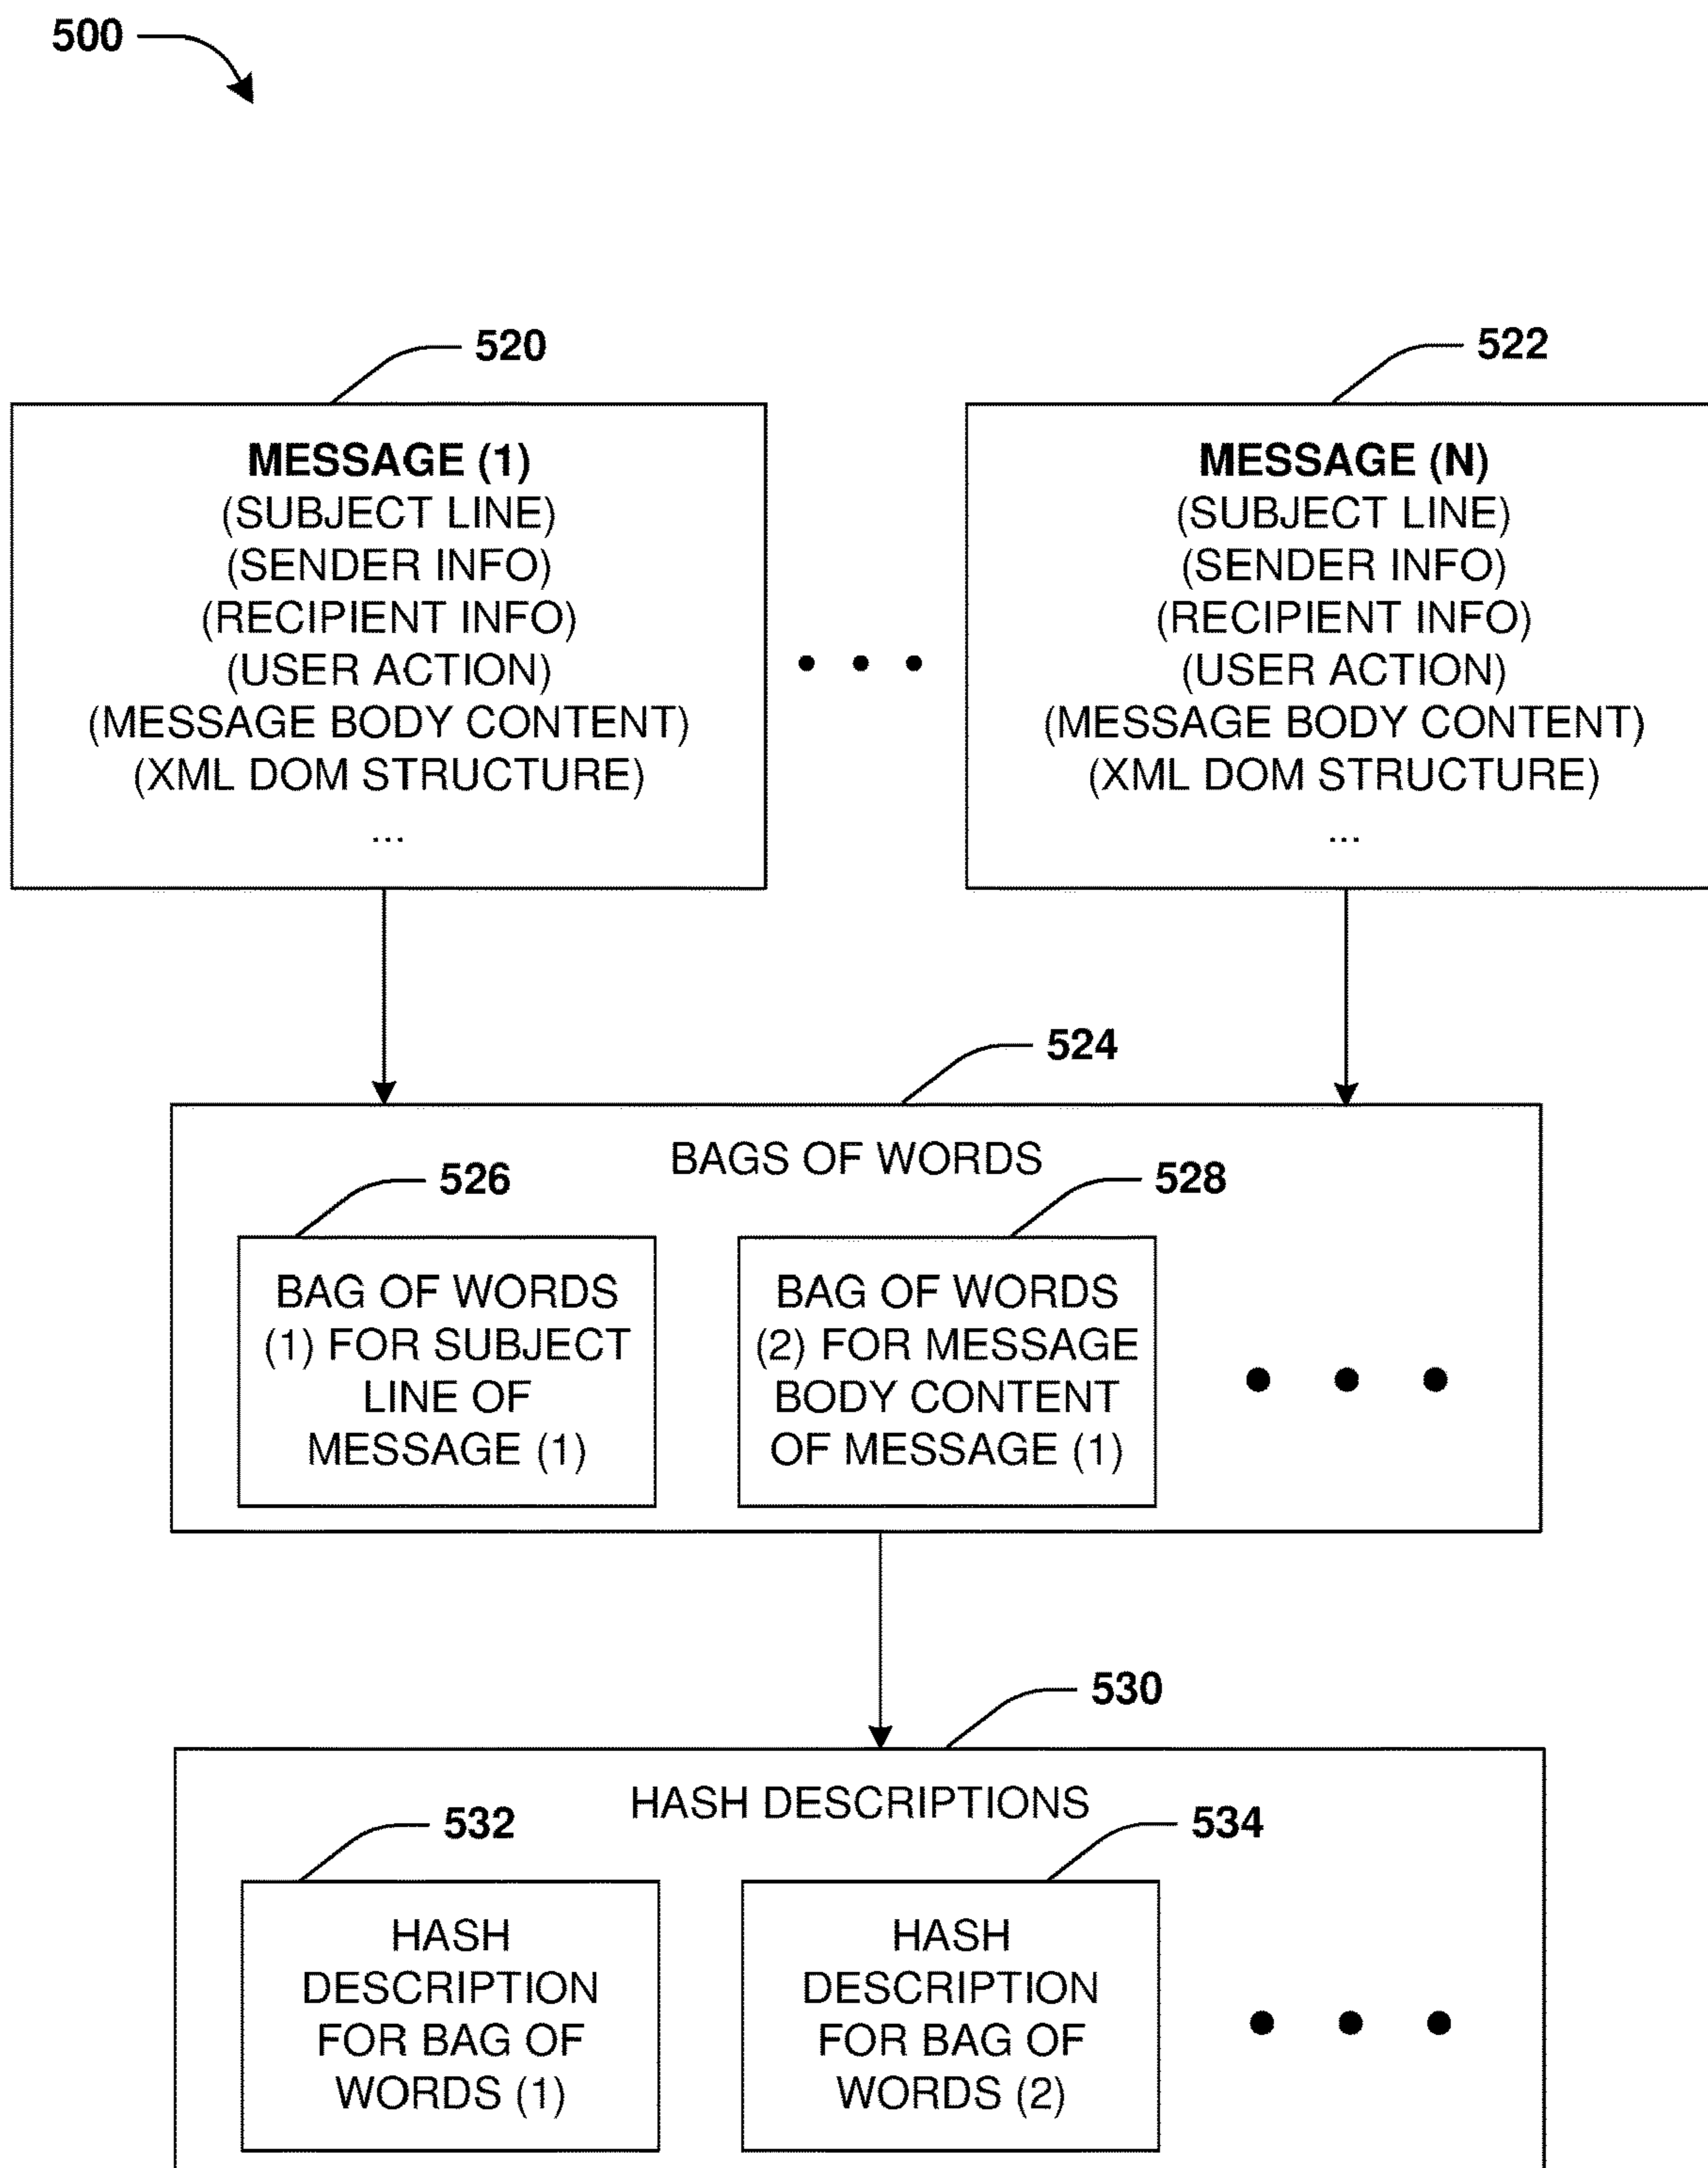 500
520
522
MESSAGE (1)
(SUBJECT LINE)
(SENDER INFO)
(RECIPIENT INFO)
(USER ACTION)
(MESSAGE BODY CONTENT)
(XML DOM STRUCTURE)
...
MESSAGE (N)
(SUBJECT LINE)
(SENDER INFO)
(RECIPIENT INFO)
(USER ACTION)
(MESSAGE BODY CONTENT)
(XML DOM STRUCTURE)
...
524
BAGS OF WORDS
526
528
BAG OF WORDS
(1) FOR SUBJECT
LINE OF
MESSAGE (1)
BAG OF WORDS
(2) FOR MESSAGE
BODY CONTENT
OF MESSAGE (1)
530
HASH DESCRIPTIONS
532
534
HASH
DESCRIPTION
FOR BAG OF
WORDS (1)
HASH
DESCRIPTION
FOR BAG OF
WORDS (2)